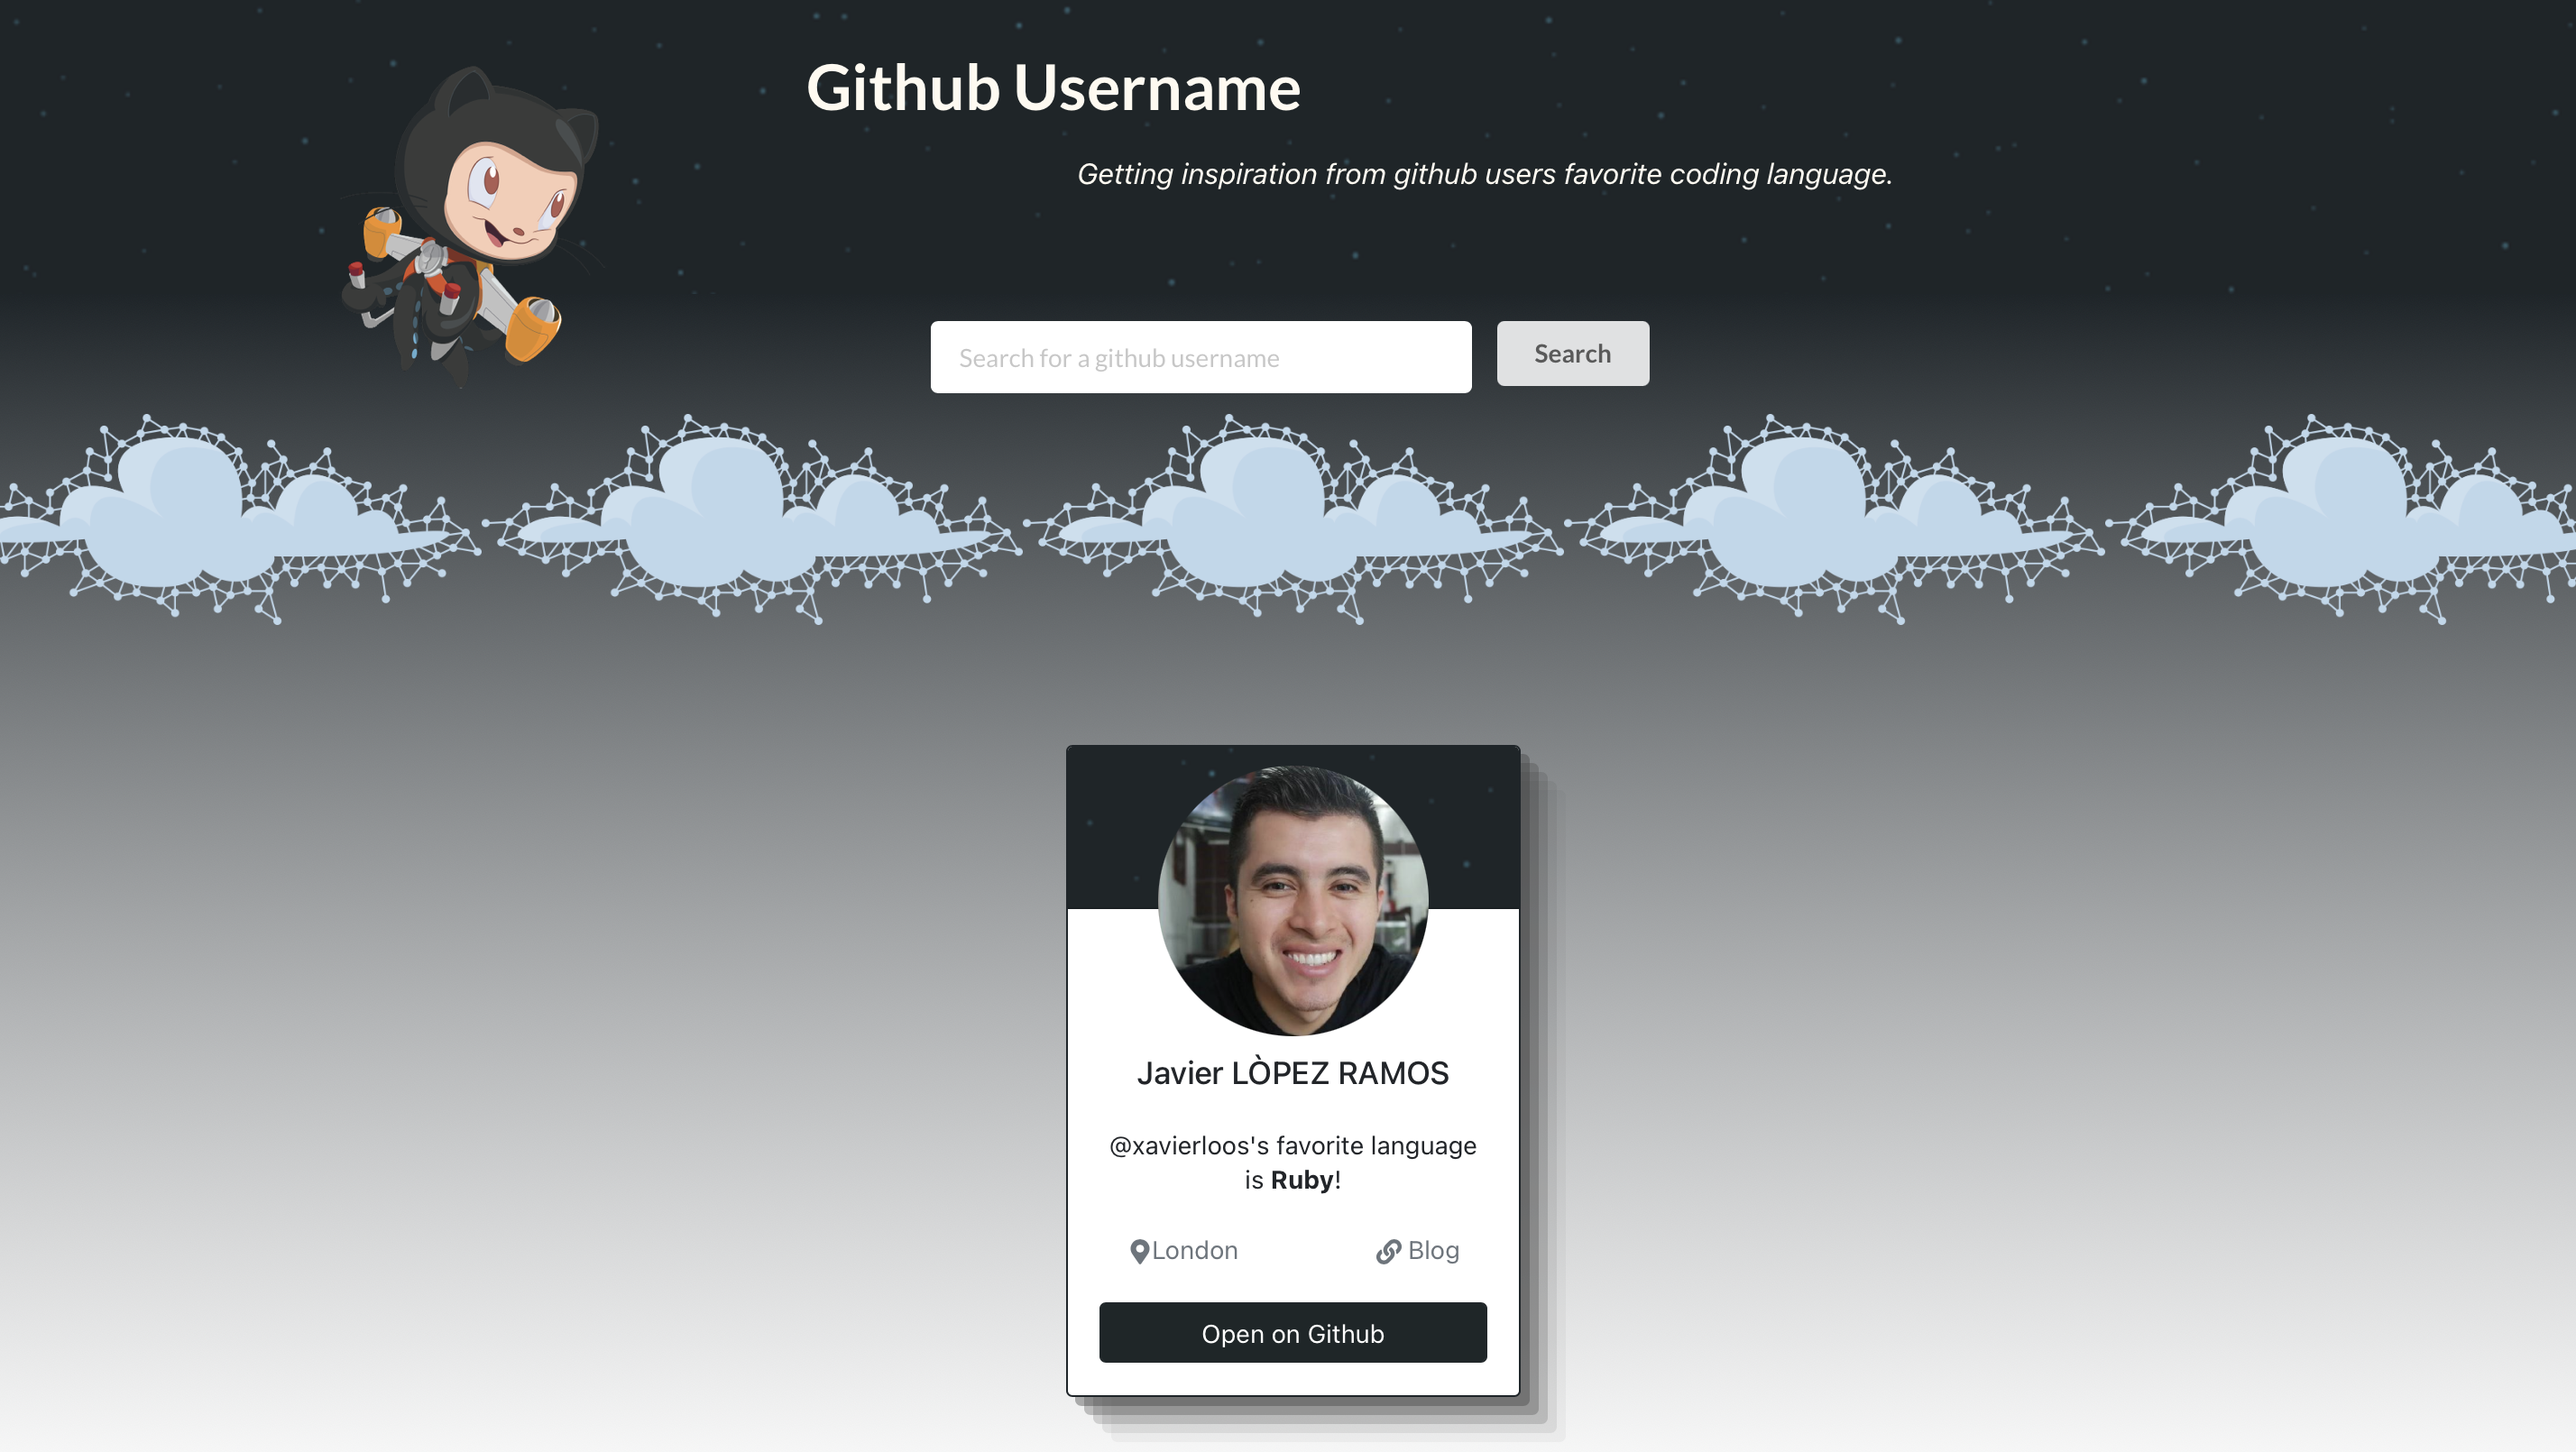 Github Username
Getting inspiration from github users favorite coding language.
Search for a github username
Search
Javier LÒPEZ RAMOS
@xavierloos's favorite language
is Ruby!
London
Blog
Open on Github